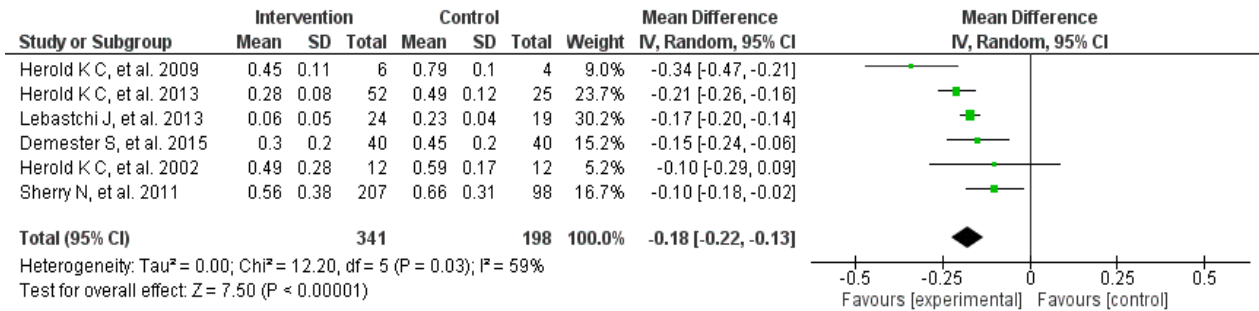 Intervention Control Mean Difference Mean Difference
Study or Subgroup Mean SD Total Mean SD Total Weight IV, Random, 95% CI IV, Random, 95% CI
Herold K C, et al. 2009 0.45 0.11 6 0.79 0.1 4 9.0% -0.34 [-0.47, -0.21]
Herold K C, et al. 2013 0.28 0.08 52 0.49 0.12 25 23.7% -0.21 [-0.26, -0.16]
Lebastchi J, et al. 2013 0.06 0.05 24 0.23 0.04 19 30.2% -0.17 [-0.20, -0.14]
Demester S, et al. 2015 0.3 0.2 40 0.45 0.2 40 15.2% -0.15 [-0.24, -0.06]
Herold K C, et al. 2002 0.49 0.28 12 0.59 0.17 12 5.2% -0.10 [-0.29, 0.09]
Sherry N, et al. 2011 0.56 0.38 207 0.66 0.31 98 16.7% -0.10 [-0.18, -0.02]
Total (95% CI) 341 198 100.0% -0.18 [-0.22, -0.13]
Heterogeneity: Tau² = 0.00; Chi² = 12.20, df = 5 (P = 0.03); I² = 59%
Test for overall effect: Z = 7.50 (P < 0.00001)
-0.5 -0.25 0 0.25 0.5
Favours [experimental] Favours [control]